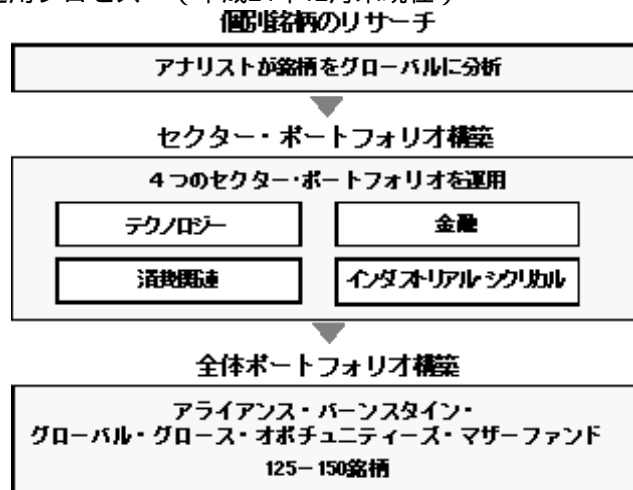 個別銘柄のリサーチ
アナリストが銘柄をグローバルに分析
セクター・ポートフォリオ構築
4つのセクター・ポートフォリオを運用
テクノロジー
金融
消費関連
インダストリアル・シクリカル
全体ポートフォリオ構築
アライアンス・バーンスタイン・
グローバル・グロース・オポチュニティーズ・マザーファンド
125－150銘柄